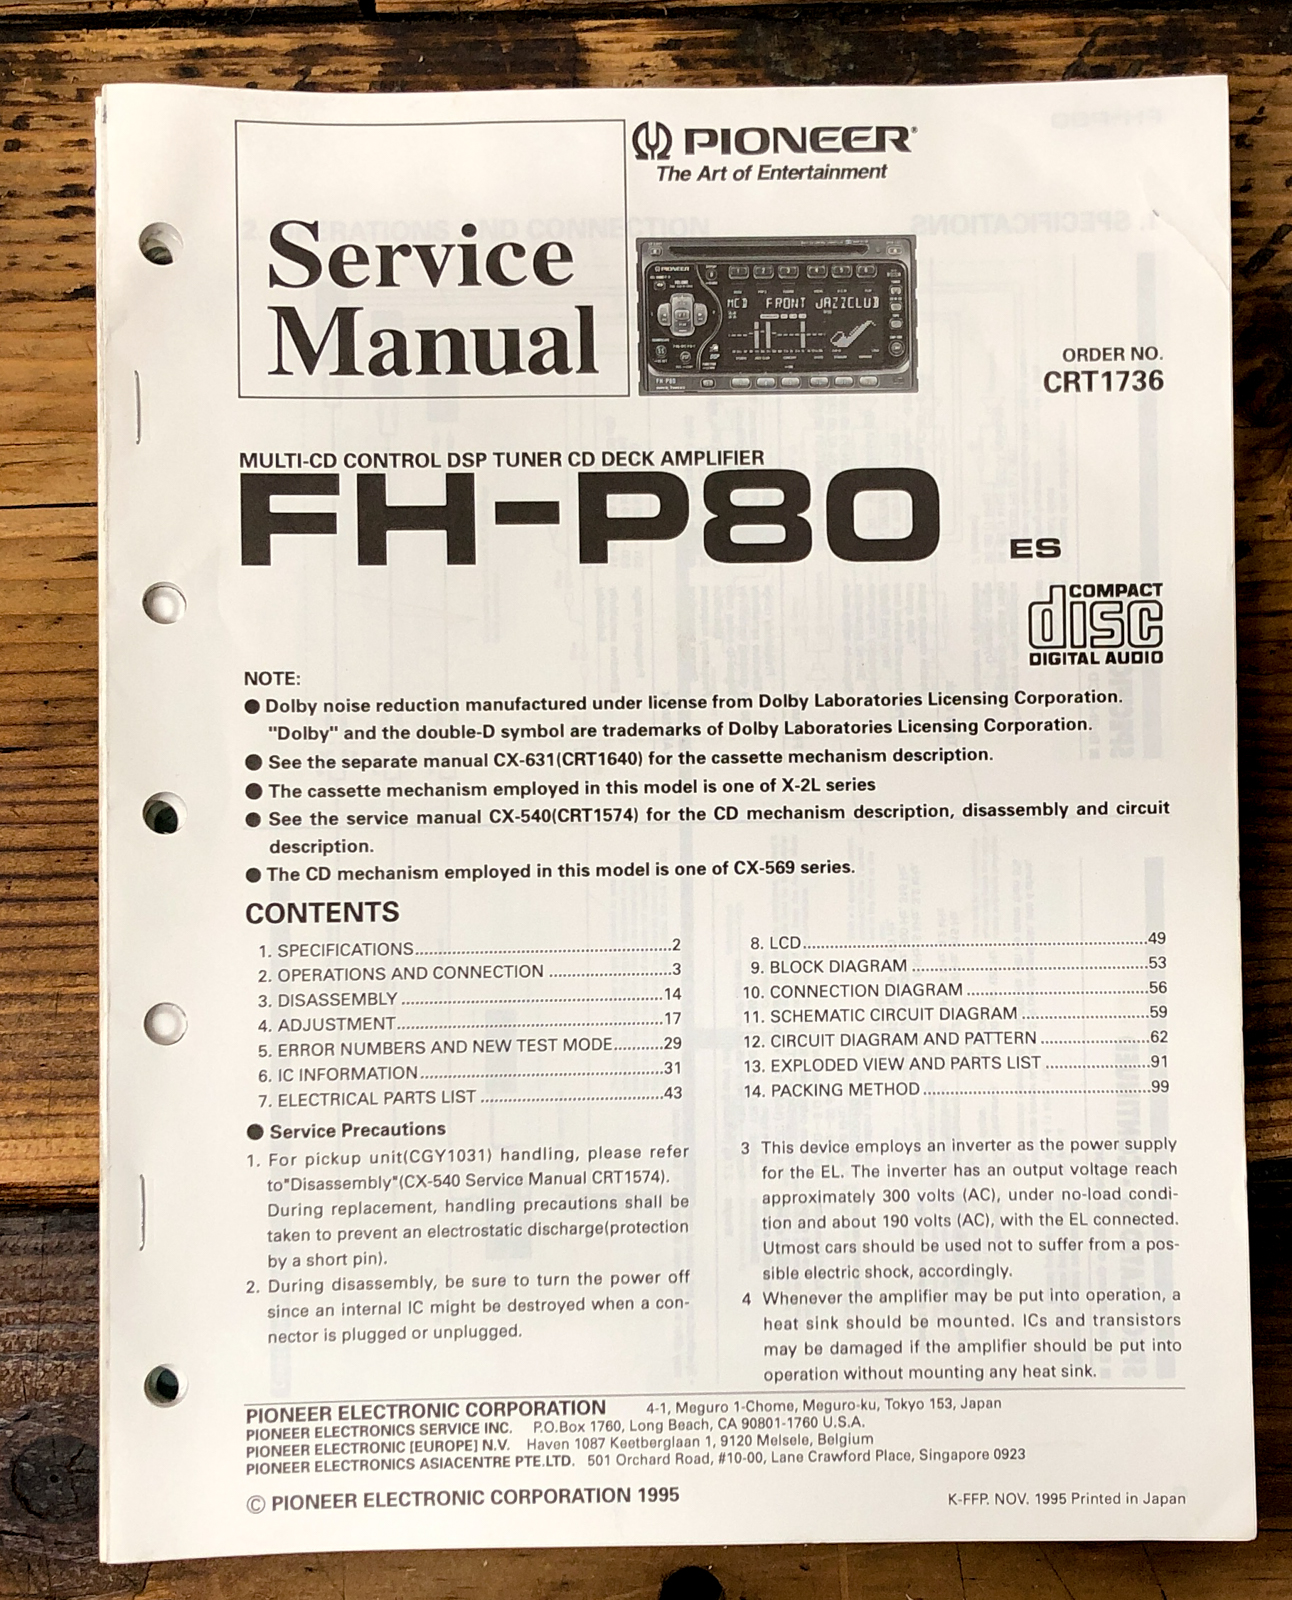 PIONEER®
The Art of Entertainment
Service
Manual
PIONEER
MCD FRONT JAZZCLUB
FH P80
ORDER NO.
CRT1736
MULTI-CD CONTROL DSP TUNER CD DECK AMPLIFIER
FH-P80
ES
COMPACT
disc
DIGITAL AUDIO
NOTE:
● Dolby noise reduction manufactured under license from Dolby Laboratories Licensing Corporation.
"Dolby" and the double-D symbol are trademarks of Dolby Laboratories Licensing Corporation.
● See the separate manual CX-631(CRT1640) for the cassette mechanism description.
● The cassette mechanism employed in this model is one of X-2L series
● See the service manual CX-540(CRT1574) for the CD mechanism description, disassembly and circuit
description.
● The CD mechanism employed in this model is one of CX-569 series.
CONTENTS
1. SPECIFICATIONS...2
2. OPERATIONS AND CONNECTION ...3
3. DISASSEMBLY ...14
4. ADJUSTMENT...17
5. ERROR NUMBERS AND NEW TEST MODE...29
6. IC INFORMATION...31
7. ELECTRICAL PARTS LIST ...43
8. LCD...49
9. BLOCK DIAGRAM ...53
10. CONNECTION DIAGRAM ...56
11. SCHEMATIC CIRCUIT DIAGRAM ...59
12. CIRCUIT DIAGRAM AND PATTERN ...62
13. EXPLODED VIEW AND PARTS LIST ...91
14. PACKING METHOD ...99
● Service Precautions
1. For pickup unit(CGY1031) handling, please refer
to"Disassembly"(CX-540 Service Manual CRT1574).
During replacement, handling precautions shall be
taken to prevent an electrostatic discharge(protection
by a short pin).
2. During disassembly, be sure to turn the power off
since an internal IC might be destroyed when a con-
nector is plugged or unplugged.
3 This device employs an inverter as the power supply
for the EL. The inverter has an output voltage reach
approximately 300 volts (AC), under no-load condi-
tion and about 190 volts (AC), with the EL connected.
Utmost cars should be used not to suffer from a pos-
sible electric shock, accordingly.
4 Whenever the amplifier may be put into operation, a
heat sink should be mounted. ICs and transistors
may be damaged if the amplifier should be put into
operation without mounting any heat sink.
PIONEER ELECTRONIC CORPORATION 4-1, Meguro 1-Chome, Meguro-ku, Tokyo 153, Japan
PIONEER ELECTRONICS SERVICE INC. P.O.Box 1760, Long Beach, CA 90801-1760 U.S.A.
PIONEER ELECTRONIC [EUROPE] N.V. Haven 1087 Keetberglaan 1, 9120 Melsele, Belgium
PIONEER ELECTRONICS ASIACENTRE PTE.LTD. 501 Orchard Road, #10-00, Lane Crawford Place, Singapore 0923
© PIONEER ELECTRONIC CORPORATION 1995
K-FFP. NOV. 1995 Printed in Japan